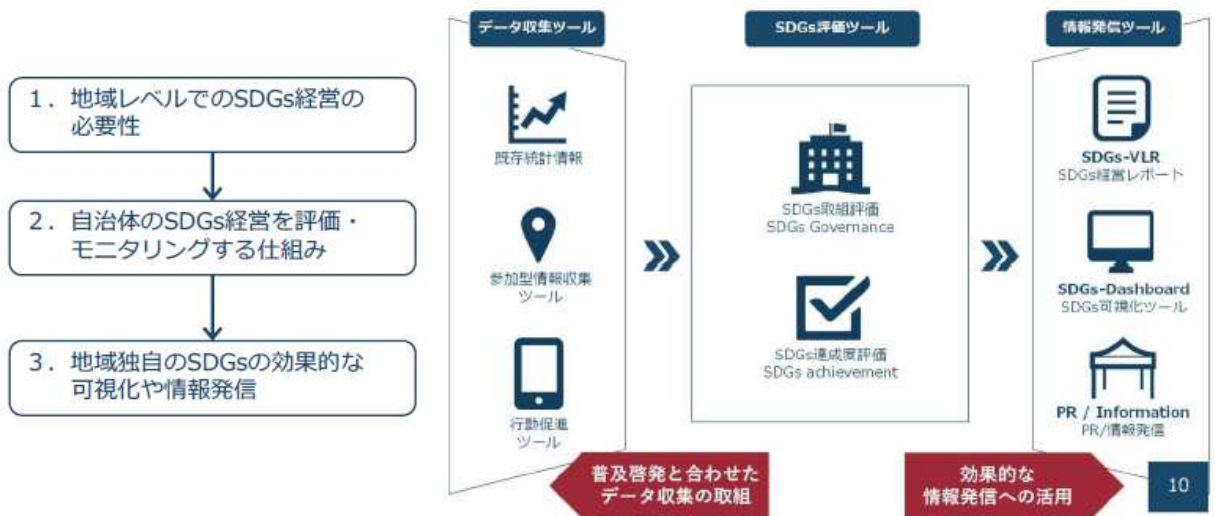 1．地域レベルでのSDGs経営の
必要性
2．自治体のSDGs経営を評価・
モニタリングする仕組み
3．地域独自のSDGsの効果的な
可視化や情報発信
データ収集ツール
既存統計情報
参加型情報収集
ツール
行動促進
ツール
SDGs評価ツール
SDGs取組評価
SDGs Governance
SDGs達成度評価
SDGs achievement
情報発信ツール
SDGs-VLR
SDGs経営レポート
SDGs-Dashboard
SDGs可視化ツール
PR / Information
PR/情報発信
普及啓発と合わせた
データ収集の取組
効果的な
情報発信への活用
10